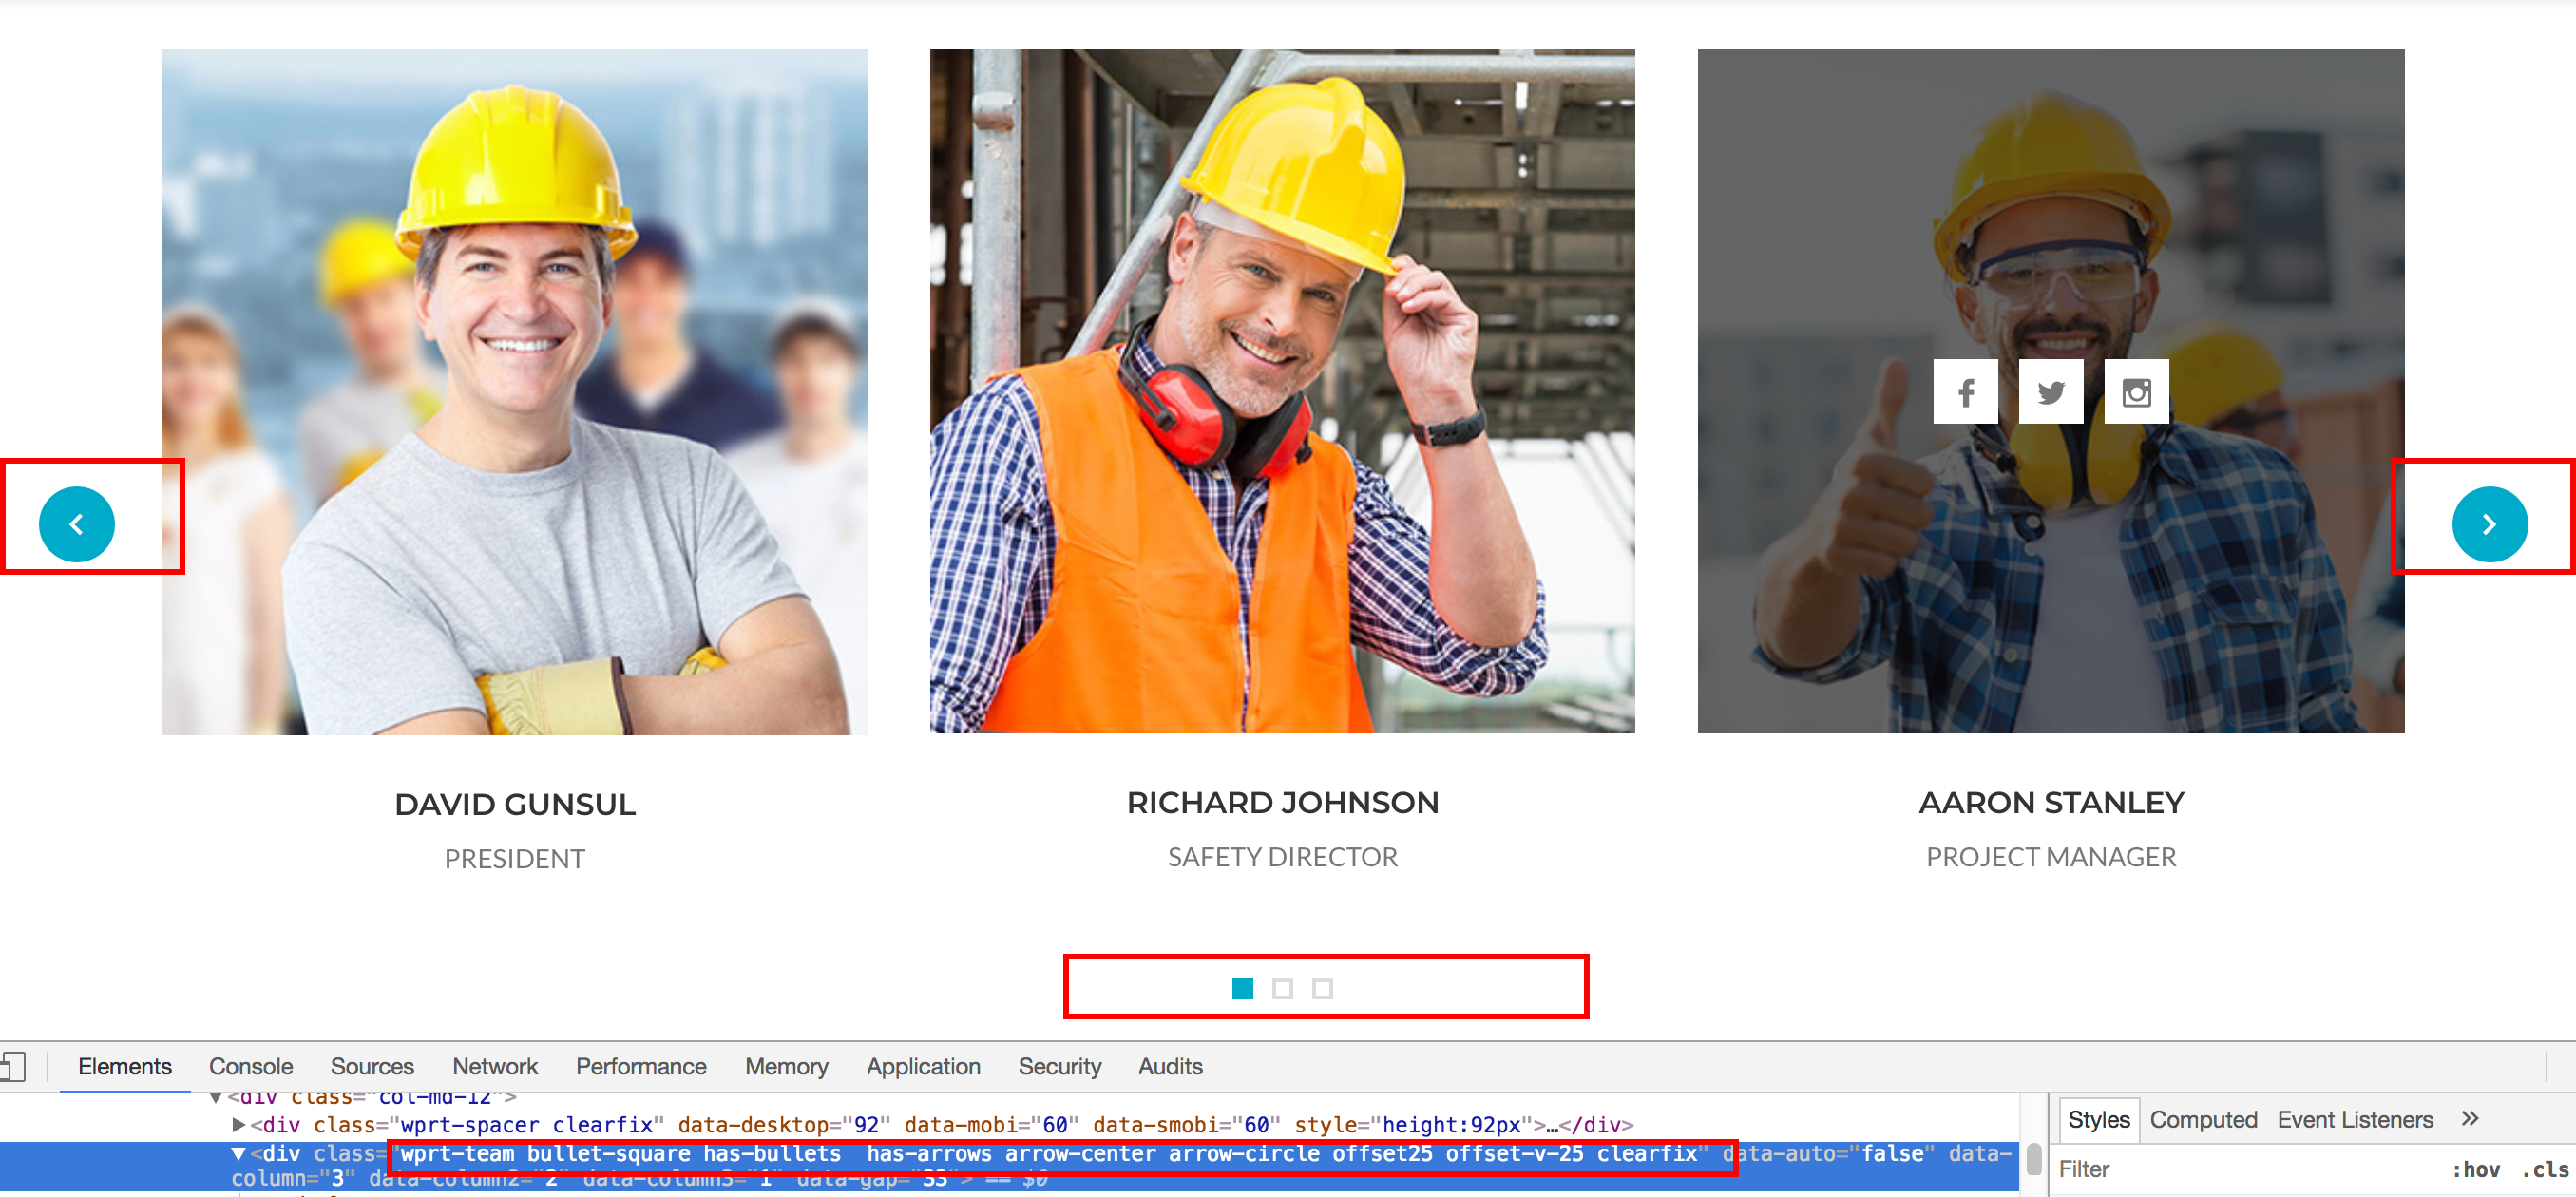 DAVID GUNSUL
PRESIDENT
RICHARD JOHNSON
SAFETY DIRECTOR
AARON STANLEY
PROJECT MANAGER
Elements Console Sources Network Performance Memory Application Security Audits
▼<div class="col-md-12">
▶<div class="wprt-spacer clearfix" data-desktop="92" data-mobi="60" data-smobi="60" style="height:92px">…</div>
▼<div class="wprt-team bullet-square has-bullets  has-arrows arrow-center arrow-circle offset25 offset-v-25 clearfix" data-auto="false" data-
column="3" data-column2="2" data-column3="1" data-gap="33"> == $0
Styles Computed Event Listeners »
Filter :hov .cls